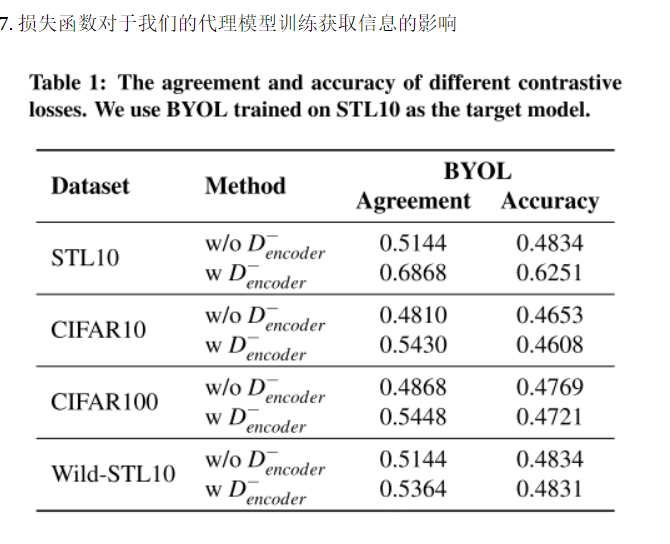 7. 损失函数对于我们的代理模型训练获取信息的影响
Table 1: The agreement and accuracy of different contrastive
losses. We use BYOL trained on STL10 as the target model.
Dataset Method BYOL
Agreement Accuracy
STL10 w/o D⁻encoder 0.5144 0.4834
w D⁻encoder 0.6868 0.6251
CIFAR10 w/o D⁻encoder 0.4810 0.4653
w D⁻encoder 0.5430 0.4608
CIFAR100 w/o D⁻encoder 0.4868 0.4769
w D⁻encoder 0.5448 0.4721
Wild-STL10 w/o D⁻encoder 0.5144 0.4834
w D⁻encoder 0.5364 0.4831